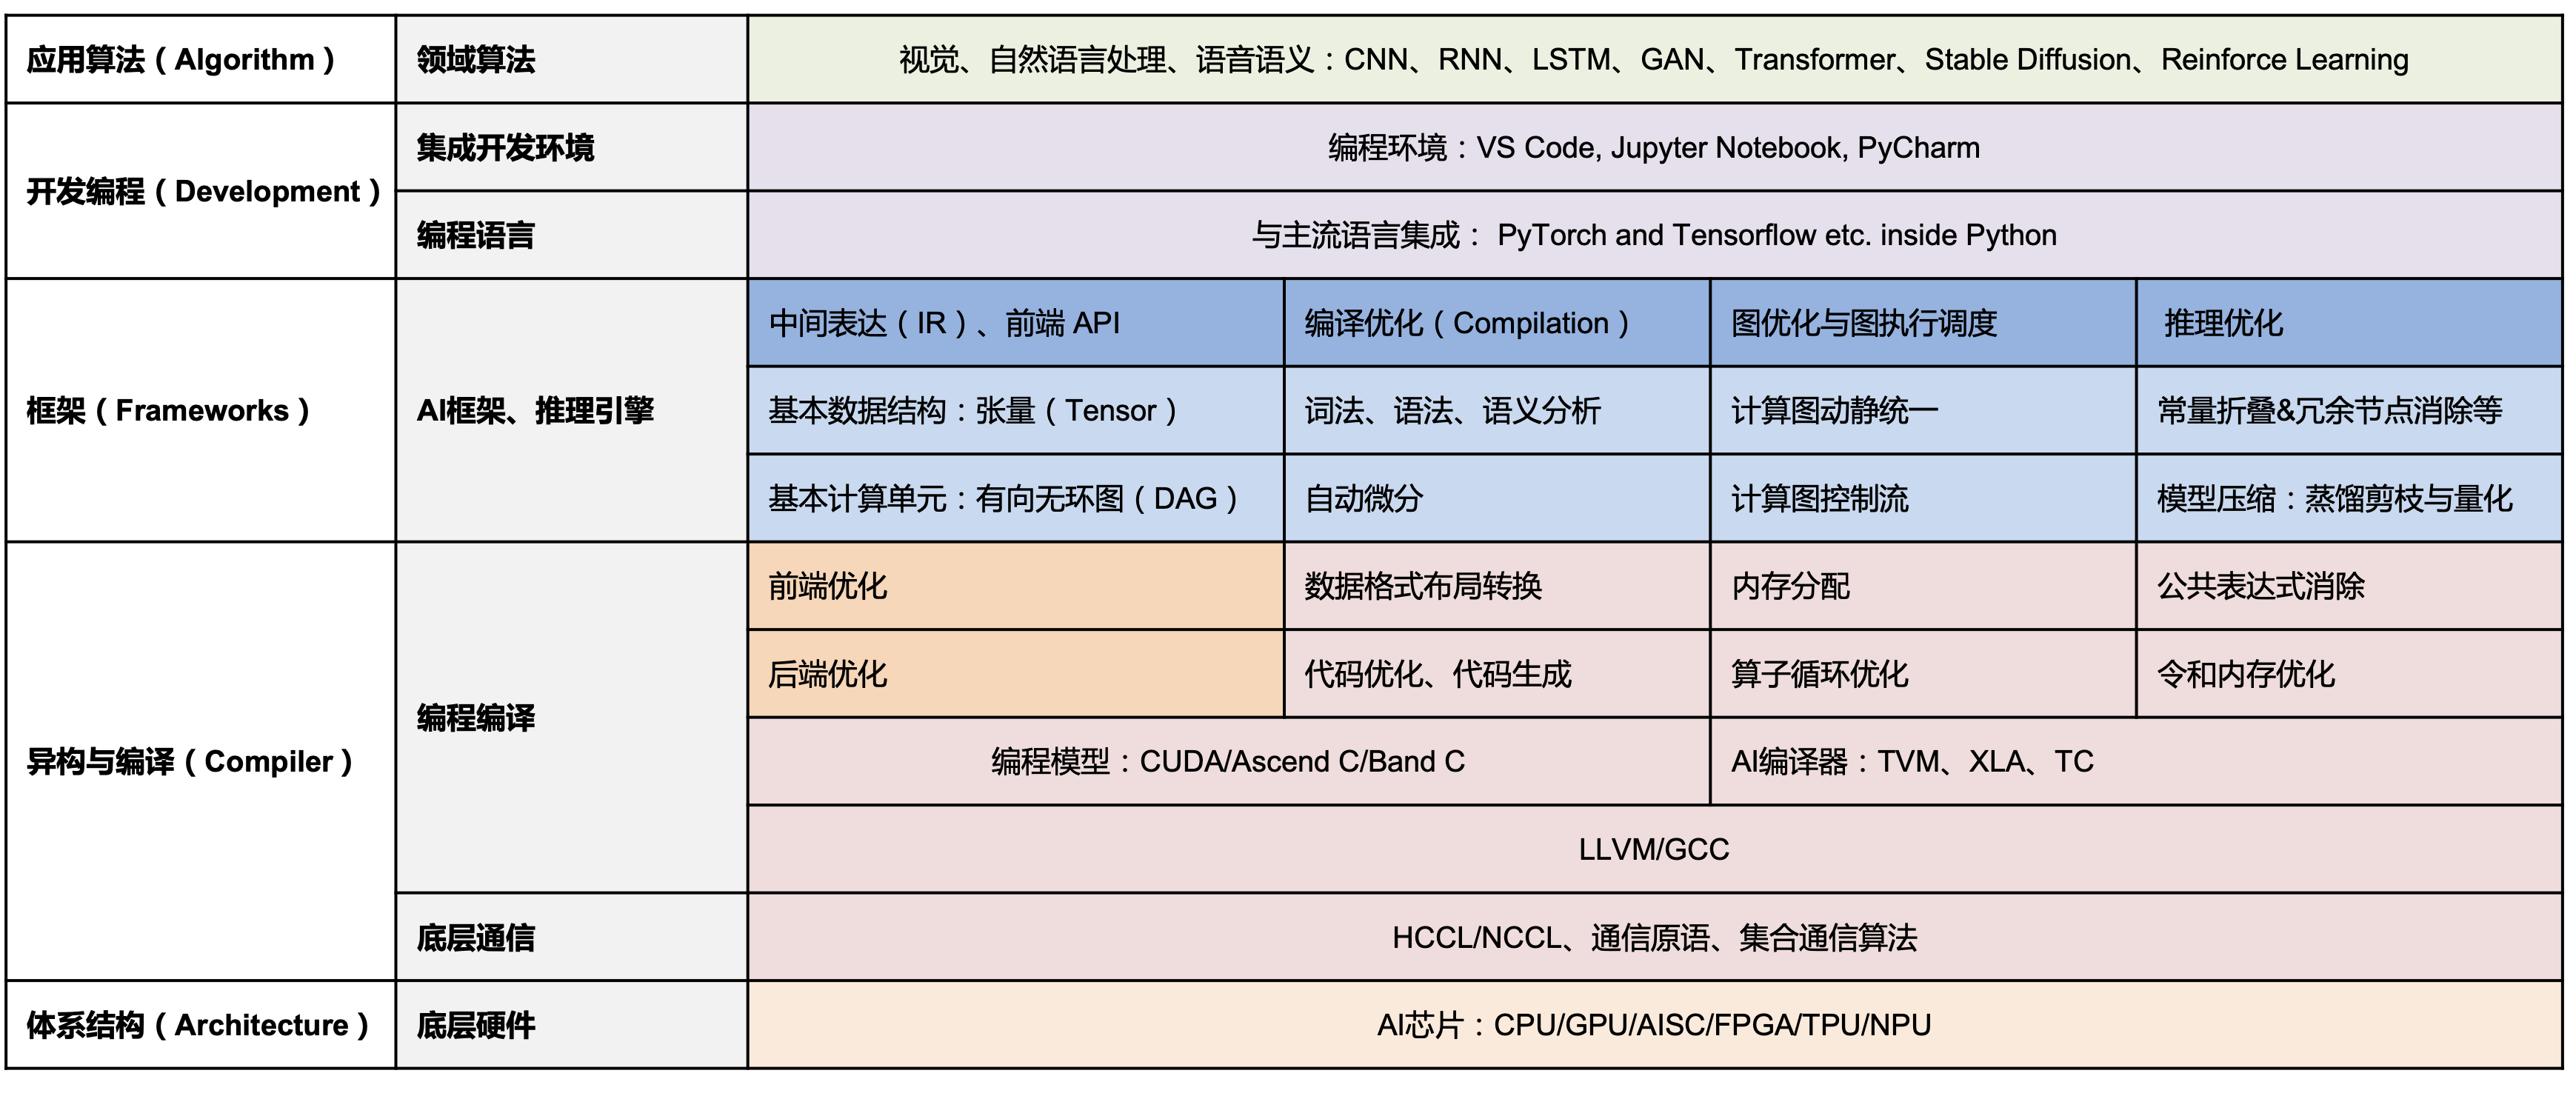 应用算法（Algorithm）
领域算法
视觉、自然语言处理、语音语义：CNN、RNN、LSTM、GAN、Transformer、Stable Diffusion、Reinforce Learning
开发编程（Development）
集成开发环境
编程环境：VS Code, Jupyter Notebook, PyCharm
编程语言
与主流语言集成： PyTorch and Tensorflow etc. inside Python
框架（Frameworks）
AI框架、推理引擎
中间表达（IR）、前端 API
编译优化（Compilation）
图优化与图执行调度
推理优化
基本数据结构：张量（Tensor）
词法、语法、语义分析
计算图动静统一
常量折叠&冗余节点消除等
基本计算单元：有向无环图（DAG）
自动微分
计算图控制流
模型压缩：蒸馏剪枝与量化
异构与编译（Compiler）
编程编译
前端优化
数据格式布局转换
内存分配
公共表达式消除
后端优化
代码优化、代码生成
算子循环优化
令和内存优化
编程模型：CUDA/Ascend C/Band C
AI编译器：TVM、XLA、TC
LLVM/GCC
底层通信
HCCL/NCCL、通信原语、集合通信算法
体系结构（Architecture）
底层硬件
AI芯片：CPU/GPU/AISC/FPGA/TPU/NPU